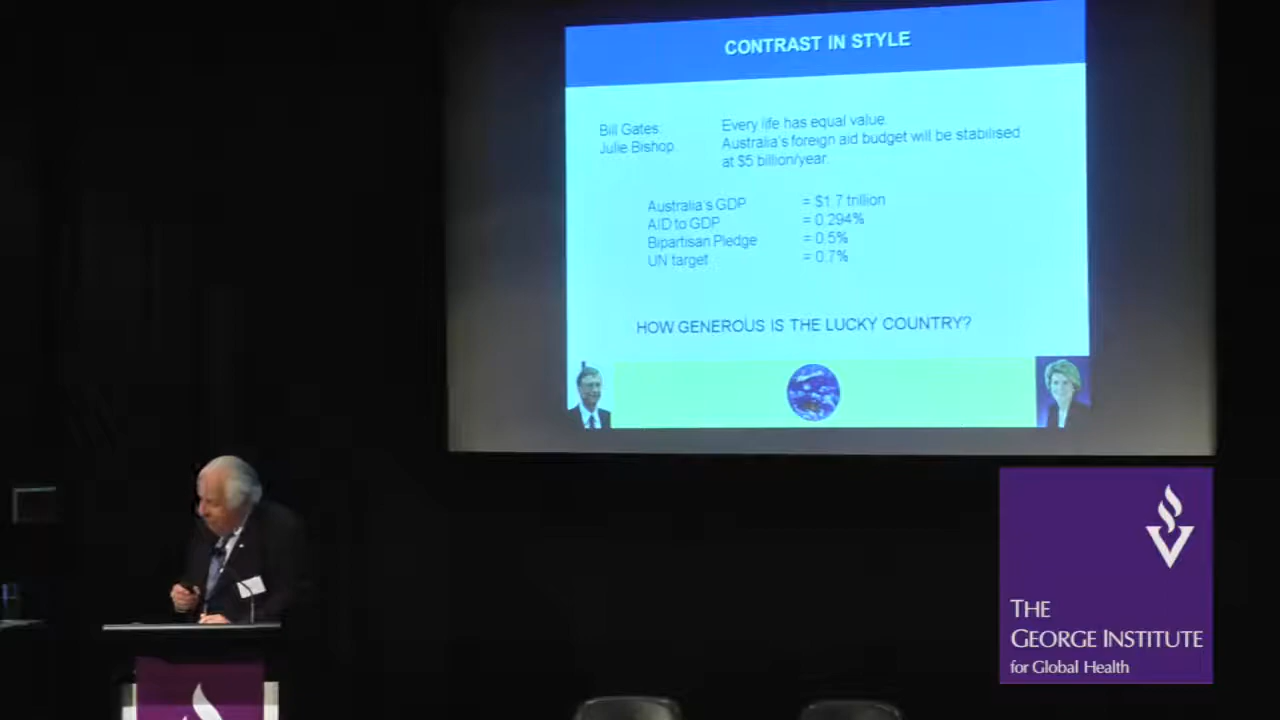 CONTRAST IN STYLE
Bill Gates: Every life has equal value.
Julie Bishop: Australia's foreign aid budget will be stabilised
at $5 billion/year.
Australia's GDP = $1.7 trillion
AID to GDP = 0.294%
Bipartisan Pledge = 0.5%
UN target = 0.7%
HOW GENEROUS IS THE LUCKY COUNTRY?
THE
GEORGE INSTITUTE
for Global Health